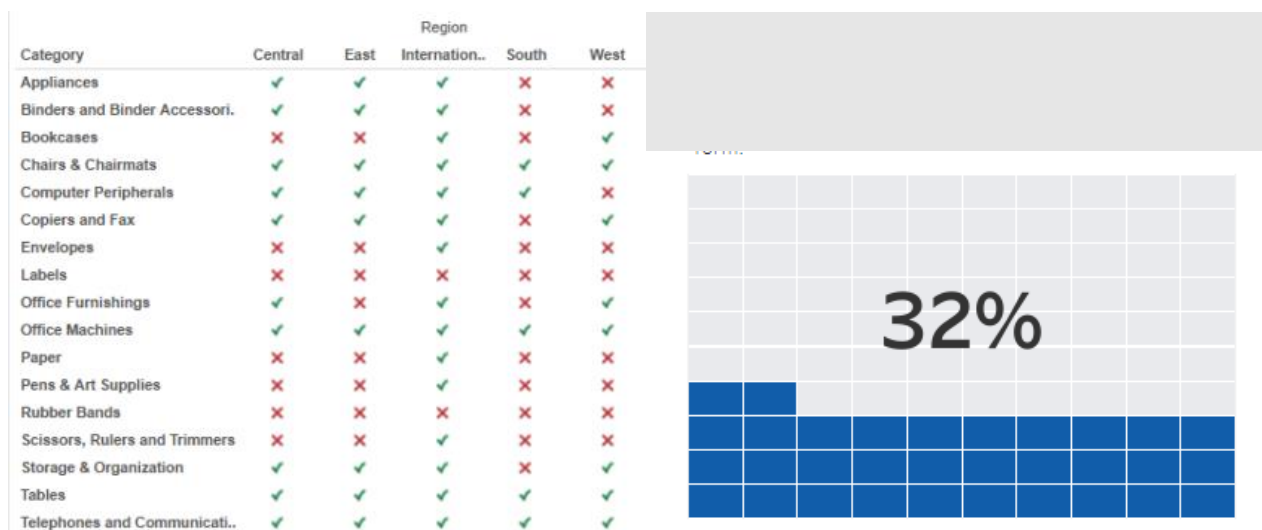 Region
Category Central East Internation.. South West
Appliances ✔ ✔ ✔ ✖ ✖
Binders and Binder Accessori. ✔ ✔ ✔ ✖ ✖
Bookcases ✖ ✖ ✔ ✖ ✔
Chairs & Chairmats ✔ ✔ ✔ ✔ ✔
Computer Peripherals ✔ ✔ ✔ ✔ ✖
Copiers and Fax ✔ ✔ ✔ ✖ ✔
Envelopes ✖ ✖ ✔ ✖ ✖
Labels ✖ ✖ ✖ ✖ ✖
Office Furnishings ✔ ✖ ✔ ✖ ✔
Office Machines ✔ ✔ ✔ ✔ ✔
Paper ✖ ✖ ✔ ✖ ✖
Pens & Art Supplies ✖ ✖ ✔ ✖ ✖
Rubber Bands ✖ ✖ ✖ ✖ ✖
Scissors, Rulers and Trimmers ✖ ✖ ✔ ✖ ✖
Storage & Organization ✔ ✔ ✔ ✖ ✔
Tables ✔ ✔ ✔ ✔ ✔
Telephones and Communicati.. ✔ ✔ ✔ ✔ ✔
32%